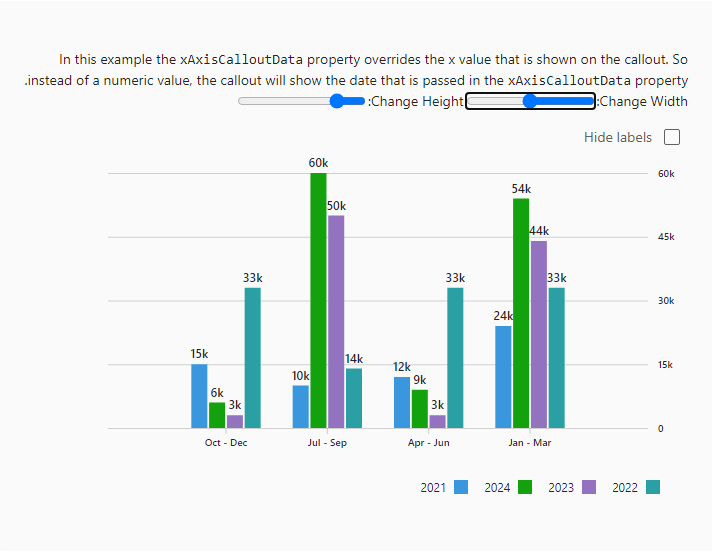 In this example the xAxisCalloutData property overrides the x value that is shown on the callout. So
instead of a numeric value, the callout will show the date that is passed in the xAxisCalloutData property.
Change Width:
Change Height:
Hide labels
60k
45k
30k
15k
0
15k
6k
3k
33k
10k
60k
50k
14k
12k
9k
3k
33k
24k
54k
44k
33k
Oct - Dec
Jul - Sep
Apr - Jun
Jan - Mar
2021
2024
2023
2022